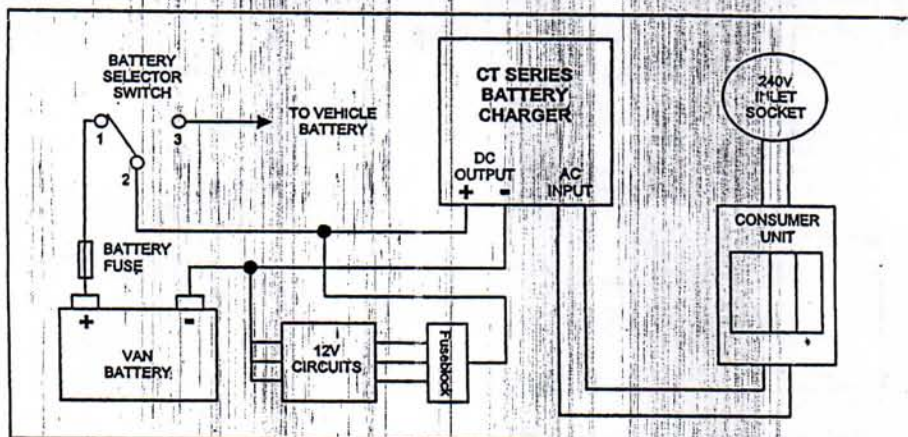 BATTERY
SELECTOR
SWITCH
1
2
3
TO VEHICLE
BATTERY
CT SERIES
BATTERY
CHARGER
DC
OUTPUT
+ -
AC
INPUT
240V
INLET
SOCKET
CONSUMER
UNIT
BATTERY
FUSE
+ -
VAN
BATTERY
12V
CIRCUITS
Fuseblock